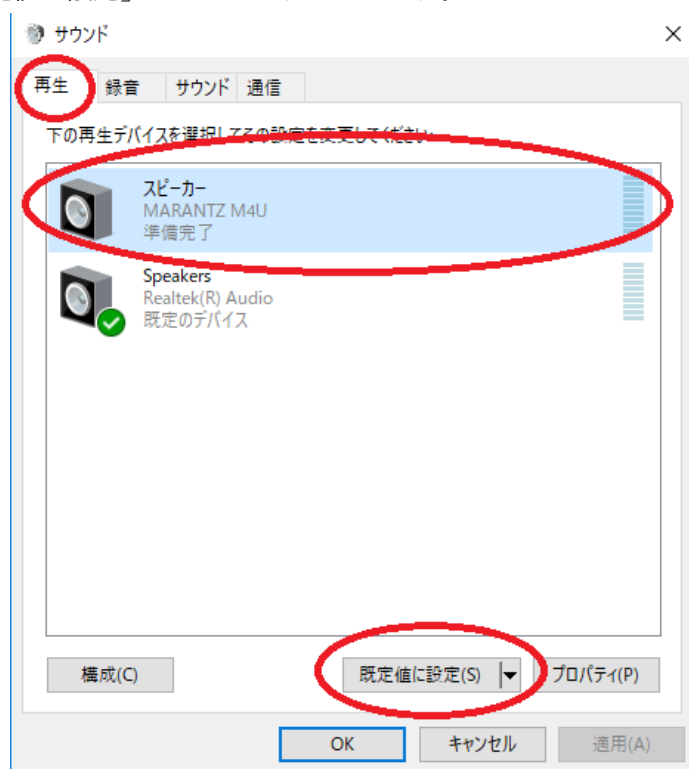 サウンド
再生 録音 サウンド 通信
下の再生デバイスを選択してその設定を変更してください:
スピーカー
MARANTZ M4U
準備完了
Speakers
Realtek(R) Audio
既定のデバイス
構成(C) 既定値に設定(S) プロパティ(P)
OK キャンセル 適用(A)